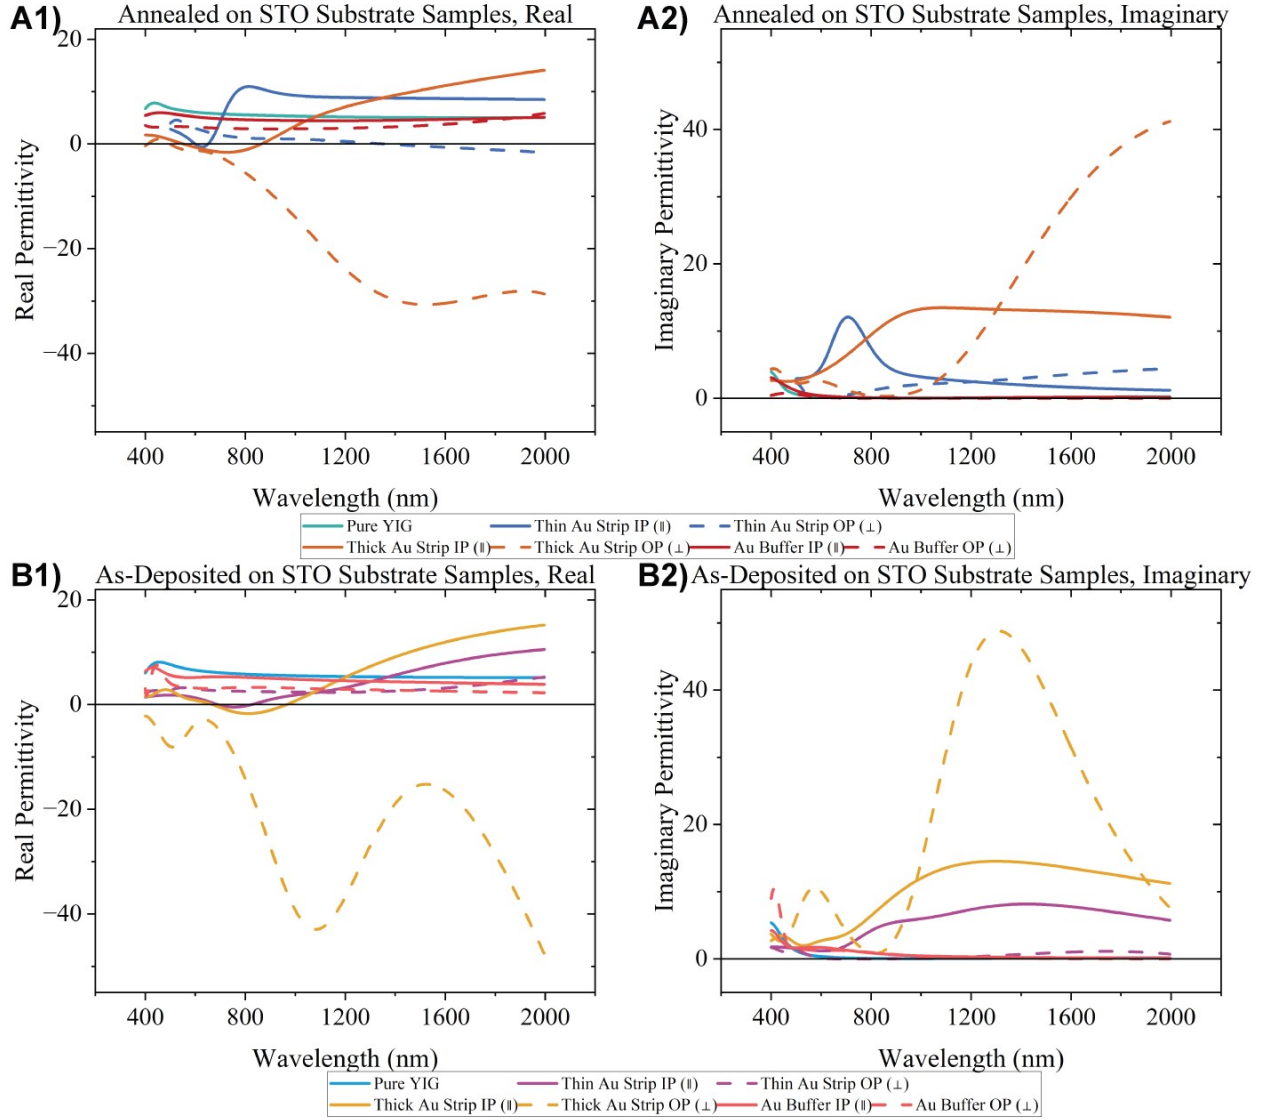 A1) Annealed on STO Substrate Samples, Real
20
0
−20
−40
Real Permittivity
400 800 1200 1600 2000
Wavelength (nm)
A2) Annealed on STO Substrate Samples, Imaginary
40
20
0
Imaginary Permittivity
400 800 1200 1600 2000
Wavelength (nm)
Pure YIG Thin Au Strip IP (∥) Thin Au Strip OP (⊥)
Thick Au Strip IP (∥) Thick Au Strip OP (⊥) Au Buffer IP (∥) Au Buffer OP (⊥)
B1) As-Deposited on STO Substrate Samples, Real
20
0
−20
−40
Real Permittivity
400 800 1200 1600 2000
Wavelength (nm)
B2) As-Deposited on STO Substrate Samples, Imaginary
40
20
0
Imaginary Permittivity
400 800 1200 1600 2000
Wavelength (nm)
Pure YIG Thin Au Strip IP (∥) Thin Au Strip OP (⊥)
Thick Au Strip IP (∥) Thick Au Strip OP (⊥) Au Buffer IP (∥) Au Buffer OP (⊥)